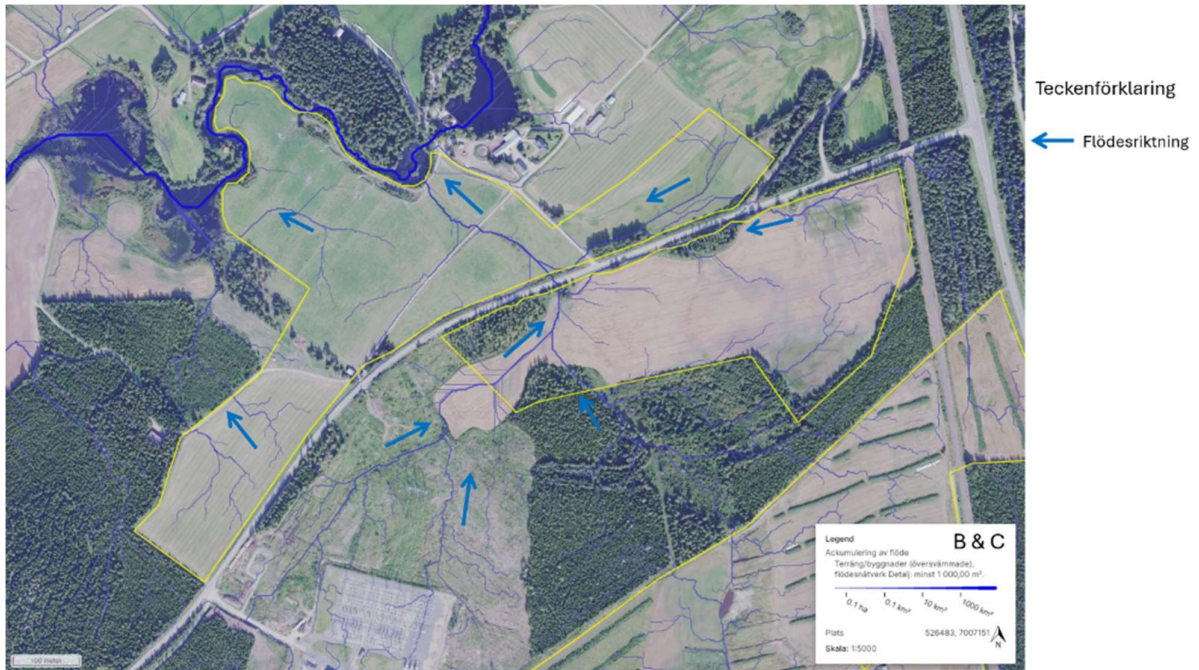 Teckenförklaring
Flödesriktning
Legend
B & C
Ackumulering av flöde
Terräng/byggnader (översvämmade),
flödesnätverk Detalj: minst 1 000,00 m².
0.1 ha
0.1 km²
10 km²
1000 km²
Plats
526483, 7007151
N
Skala: 1:5000
100 meter